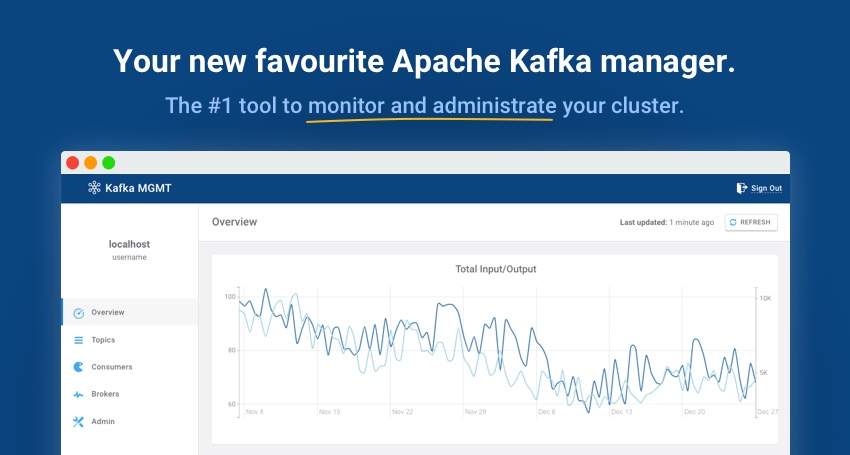 Your new favourite Apache Kafka manager.
The #1 tool to monitor and administrate your cluster.
Kafka MGMT
Sign Out
localhost
username
Overview
Last updated: 1 minute ago
REFRESH
Overview
Topics
Consumers
Brokers
Admin
Total Input/Output
100
80
60
10K
5K
Nov 8
Nov 15
Nov 22
Nov 29
Dec 6
Dec 13
Dec 20
Dec 27